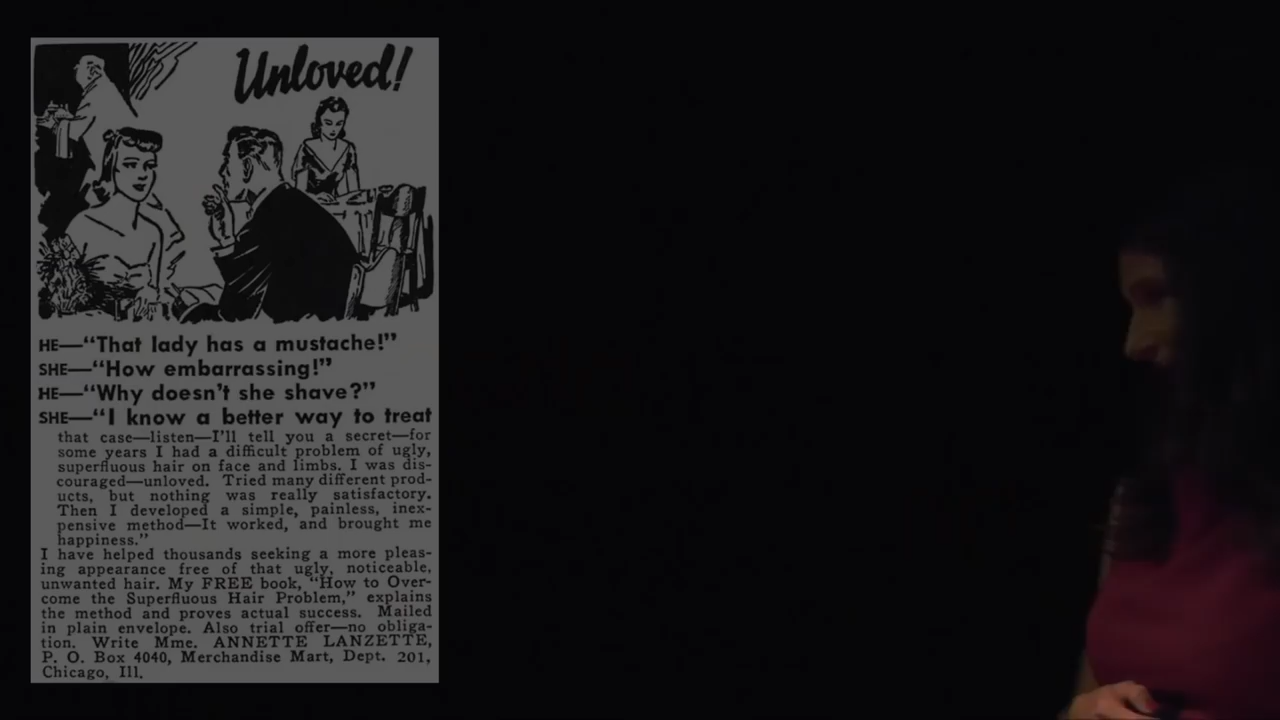 Unloved!
HE—“That lady has a mustache!”
SHE—“How embarrassing!”
HE—“Why doesn't she shave?”
SHE—“I know a better way to treat
that case—listen—I'll tell you a secret—for
some years I had a difficult problem of ugly,
superfluous hair on face and limbs. I was dis-
couraged—unloved. Tried many different prod-
ucts, but nothing was really satisfactory.
Then I developed a simple, painless, inex-
pensive method—It worked, and brought me
happiness.”
I have helped thousands seeking a more pleas-
ing appearance free of that ugly, noticeable,
unwanted hair. My FREE book, “How to Over-
come the Superfluous Hair Problem,” explains
the method and proves actual success. Mailed
in plain envelope. Also trial offer—no obliga-
tion. Write Mme. ANNETTE LANZETTE,
P. O. Box 4040, Merchandise Mart, Dept. 201,
Chicago, Ill.